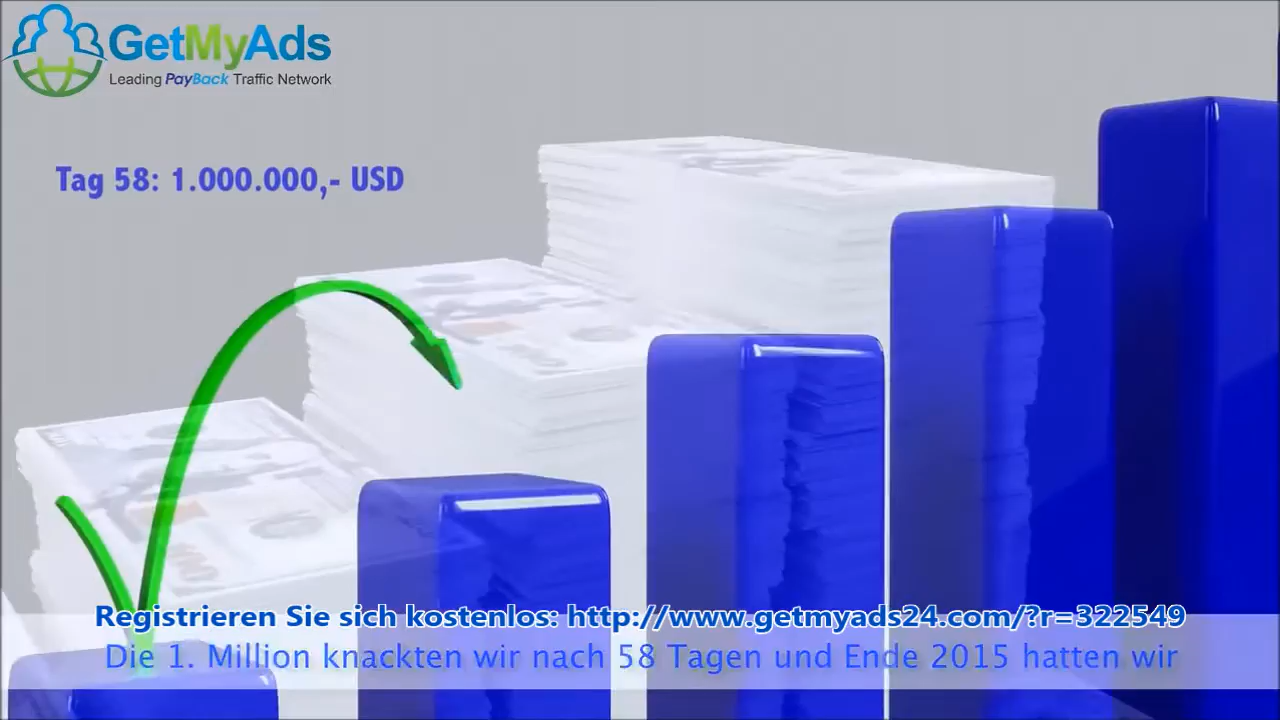 GetMyAds
Leading PayBack Traffic Network
Tag 58: 1.000.000,- USD
Registrieren Sie sich kostenlos: http://www.getmyads24.com/?r=322549
Die 1. Million knackten wir nach 58 Tagen und Ende 2015 hatten wir